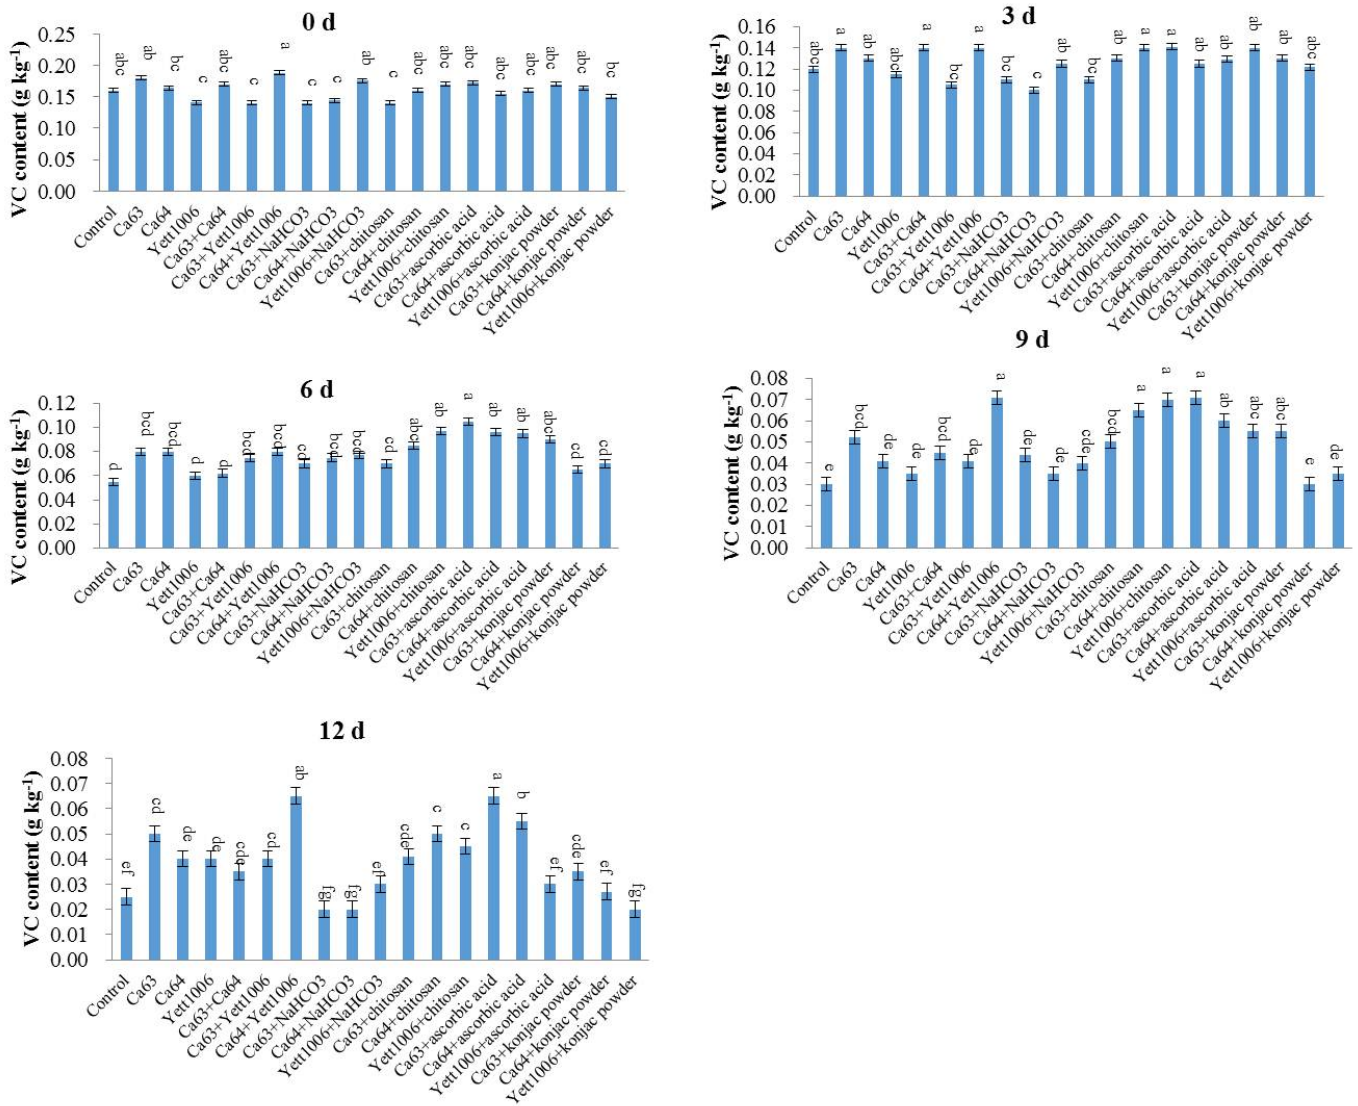 0 d
VC content (g kg-1)
0.25
0.20
0.15
0.10
0.05
0.00
abc
ab
bc
c
abc
c
a
c
c
ab
c
abc
abc
abc
abc
abc
abc
abc
bc
Control
Ca63
Ca64
Yett1006
Ca63+Ca64
Ca63+Yett1006
Ca64+Yett1006
Ca63+NaHCO3
Ca64+NaHCO3
Yett1006+NaHCO3
Ca63+chitosan
Ca64+chitosan
Yett1006+chitosan
Ca63+ascorbic acid
Ca64+ascorbic acid
Yett1006+ascorbic acid
Ca63+konjac powder
Ca64+konjac powder
Yett1006+konjac powder
3 d
VC content (g kg-1)
0.16
0.14
0.12
0.10
0.08
0.06
0.04
0.02
0.00
abc
a
ab
abc
a
bc
a
bc
c
ab
bc
ab
a
a
ab
ab
ab
ab
abc
Control
Ca63
Ca64
Yett1006
Ca63+Ca64
Ca63+Yett1006
Ca64+Yett1006
Ca63+NaHCO3
Ca64+NaHCO3
Yett1006+NaHCO3
Ca63+chitosan
Ca64+chitosan
Yett1006+chitosan
Ca63+ascorbic acid
Ca64+ascorbic acid
Yett1006+ascorbic acid
Ca63+konjac powder
Ca64+konjac powder
Yett1006+konjac powder
6 d
VC content (g kg-1)
0.12
0.10
0.08
0.06
0.04
0.02
0.00
d
bcd
bcd
d
d
bcd
bcd
cd
bcd
bcd
cd
abc
ab
a
ab
ab
abc
cd
cd
Control
Ca63
Ca64
Yett1006
Ca63+Ca64
Ca63+Yett1006
Ca64+Yett1006
Ca63+NaHCO3
Ca64+NaHCO3
Yett1006+NaHCO3
Ca63+chitosan
Ca64+chitosan
Yett1006+chitosan
Ca63+ascorbic acid
Ca64+ascorbic acid
Yett1006+ascorbic acid
Ca63+konjac powder
Ca64+konjac powder
Yett1006+konjac powder
9 d
VC content (g kg-1)
0.08
0.07
0.06
0.05
0.04
0.03
0.02
0.01
0.00
e
bcd
de
de
bcd
de
a
de
de
cde
bcd
a
a
a
ab
abc
abc
e
de
Control
Ca63
Ca64
Yett1006
Ca63+Ca64
Ca63+Yett1006
Ca64+Yett1006
Ca63+NaHCO3
Ca64+NaHCO3
Yett1006+NaHCO3
Ca63+chitosan
Ca64+chitosan
Yett1006+chitosan
Ca63+ascorbic acid
Ca64+ascorbic acid
Yett1006+ascorbic acid
Ca63+konjac powder
Ca64+konjac powder
Yett1006+konjac powder
12 d
VC content (g kg-1)
0.08
0.07
0.06
0.05
0.04
0.03
0.02
0.01
0.00
ef
cd
de
de
cde
cd
ab
fg
fg
ef
cde
c
c
a
b
ef
cde
ef
fg
Control
Ca63
Ca64
Yett1006
Ca63+Ca64
Ca63+Yett1006
Ca64+Yett1006
Ca63+NaHCO3
Ca64+NaHCO3
Yett1006+NaHCO3
Ca63+chitosan
Ca64+chitosan
Yett1006+chitosan
Ca63+ascorbic acid
Ca64+ascorbic acid
Yett1006+ascorbic acid
Ca63+konjac powder
Ca64+konjac powder
Yett1006+konjac powder